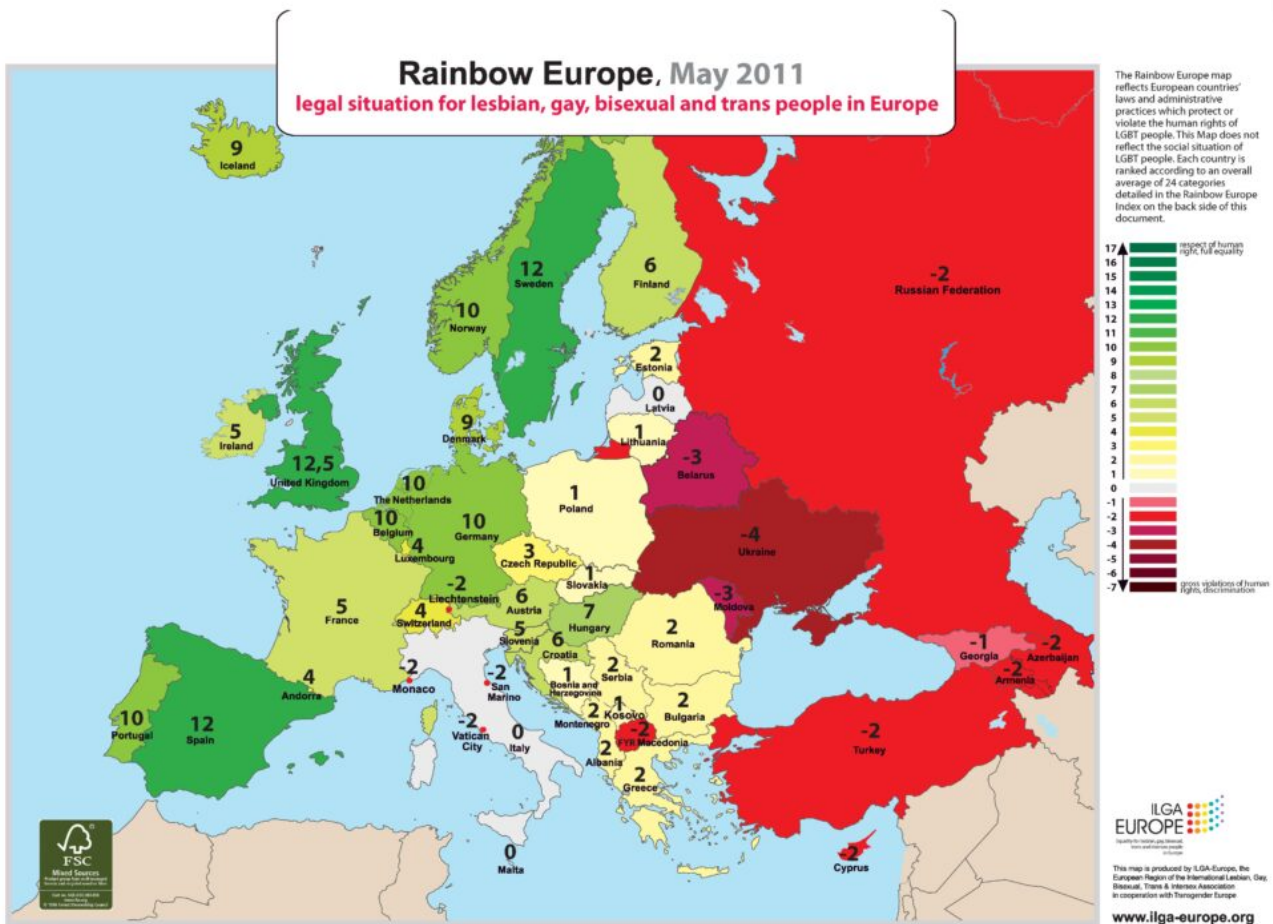 Rainbow Europe, May 2011
legal situation for lesbian, gay, bisexual and trans people in Europe
The Rainbow Europe map
reflects European countries'
laws and administrative
practices which protect or
violate the human rights of
LGBT people. This Map does not
reflect the social situation of
LGBT people. Each country is
ranked according to an overall
average of 24 categories
detailed in the Rainbow Europe
Index on the back side of this
document.
17
respect of human
right, full equality
16
15
14
13
12
11
10
9
8
7
6
5
4
3
2
1
0
-1
-2
-3
-4
-5
-6
-7
gross violations of human
rights, discrimination
9
Iceland
12
Sweden
6
Finland
10
Norway
-2
Russian Federation
2
Estonia
0
Latvia
1
Lithuania
9
Denmark
5
Ireland
12,5
United Kingdom
-3
Belarus
10
The Netherlands
10
Belgium
10
Germany
1
Poland
4
Luxembourg
3
Czech Republic
-4
Ukraine
1
Slovakia
-2
Liechtenstein
6
Austria
4
Switzerland
5
France
7
Hungary
-3
Moldova
5
Slovenia
6
Croatia
2
Romania
-1
Georgia
-2
Azerbaijan
-2
Armenia
4
Andorra
-2
Monaco
-2
San
Marino
1
Bosnia and
Herzegovina
2
Serbia
10
Portugal
12
Spain
-2
Vatican
City
0
Italy
2
Montenegro
1
Kosovo
2
Bulgaria
-2
FYR Macedonia
2
Albania
2
Greece
-2
Turkey
0
Malta
-2
Cyprus
FSC
Mixed Sources
ILGA
EUROPE
Equality for lesbian, gay, bisexual,
trans and intersex people
in Europe
This map is produced by ILGA-Europe, the
European Region of the International Lesbian, Gay,
Bisexual, Trans & Intersex Association
in cooperation with Transgender Europe
www.ilga-europe.org